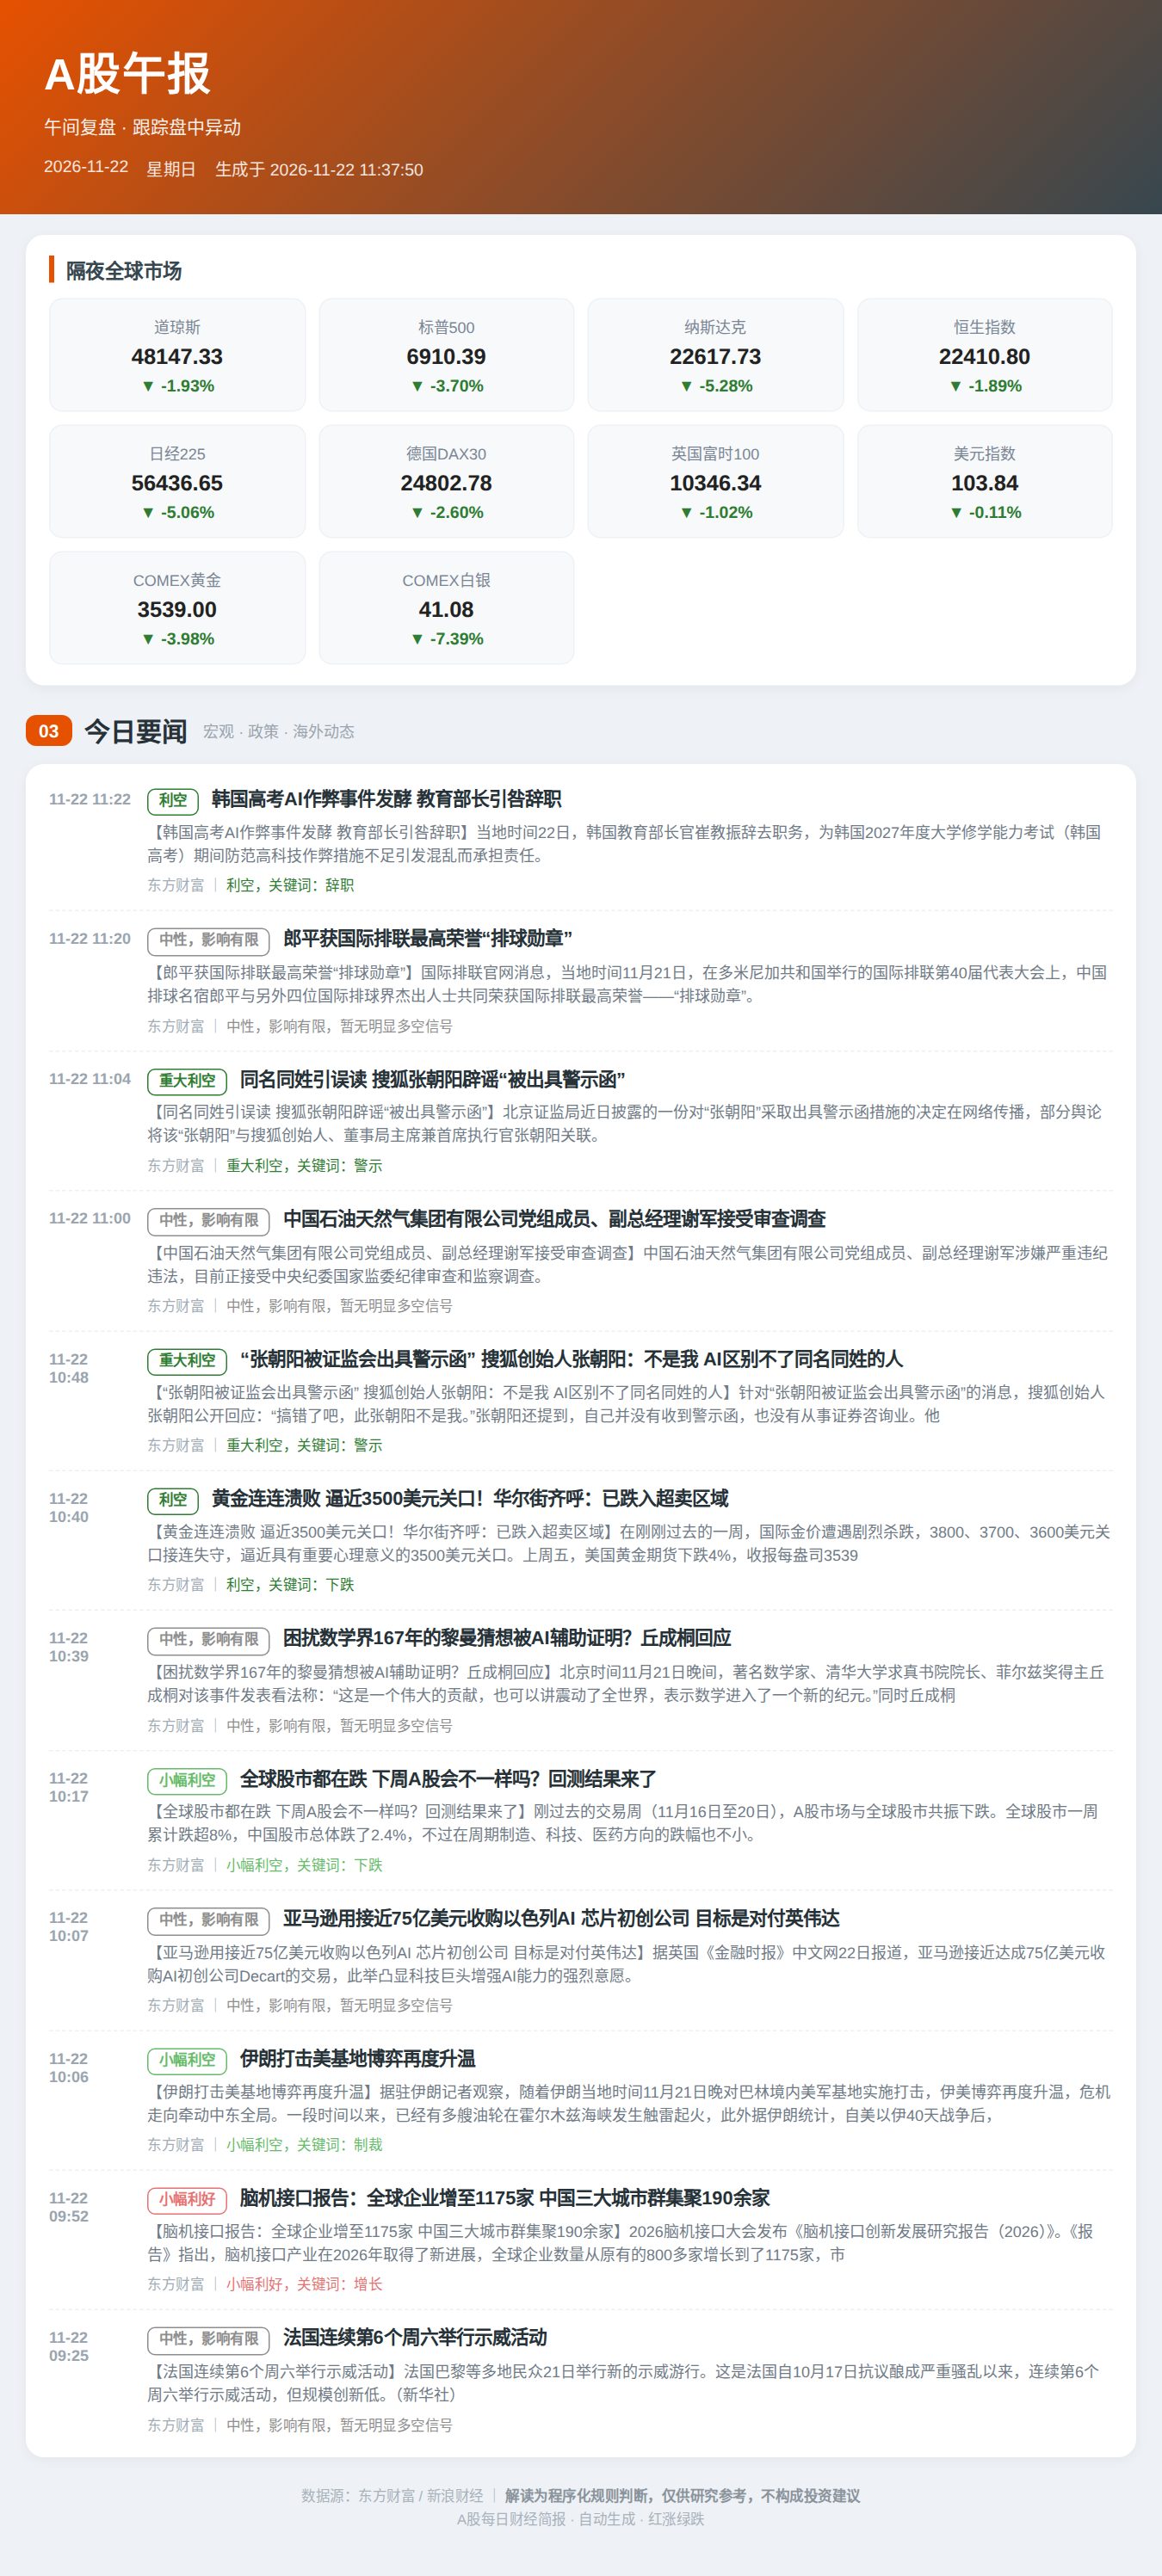 A股午报
午间复盘 · 跟踪盘中异动
2026-11-22 星期日 生成于 2026-11-22 11:37:50
隔夜全球市场
道琼斯
48147.33
▼ -1.93%
标普500
6910.39
▼ -3.70%
纳斯达克
22617.73
▼ -5.28%
恒生指数
22410.80
▼ -1.89%
日经225
56436.65
▼ -5.06%
德国DAX30
24802.78
▼ -2.60%
英国富时100
10346.34
▼ -1.02%
美元指数
103.84
▼ -0.11%
COMEX黄金
3539.00
▼ -3.98%
COMEX白银
41.08
▼ -7.39%
03 今日要闻 宏观 · 政策 · 海外动态
11-22 11:22 利空 韩国高考AI作弊事件发酵 教育部长引咎辞职
【韩国高考AI作弊事件发酵 教育部长引咎辞职】当地时间22日，韩国教育部长官崔教振辞去职务，为韩国2027年度大学修学能力考试（韩国
高考）期间防范高科技作弊措施不足引发混乱而承担责任。
东方财富 | 利空，关键词：辞职
11-22 11:20 中性，影响有限 郎平获国际排联最高荣誉“排球勋章”
【郎平获国际排联最高荣誉“排球勋章”】国际排联官网消息，当地时间11月21日，在多米尼加共和国举行的国际排联第40届代表大会上，中国
排球名宿郎平与另外四位国际排球界杰出人士共同荣获国际排联最高荣誉——“排球勋章”。
东方财富 | 中性，影响有限，暂无明显多空信号
11-22 11:04 重大利空 同名同姓引误读 搜狐张朝阳辟谣“被出具警示函”
【同名同姓引误读 搜狐张朝阳辟谣“被出具警示函”】北京证监局近日披露的一份对“张朝阳”采取出具警示函措施的决定在网络传播，部分舆论
将该“张朝阳”与搜狐创始人、董事局主席兼首席执行官张朝阳关联。
东方财富 | 重大利空，关键词：警示
11-22 11:00 中性，影响有限 中国石油天然气集团有限公司党组成员、副总经理谢军接受审查调查
【中国石油天然气集团有限公司党组成员、副总经理谢军接受审查调查】中国石油天然气集团有限公司党组成员、副总经理谢军涉嫌严重违纪
违法，目前正接受中央纪委国家监委纪律审查和监察调查。
东方财富 | 中性，影响有限，暂无明显多空信号
11-22
10:48
重大利空 “张朝阳被证监会出具警示函” 搜狐创始人张朝阳：不是我 AI区别不了同名同姓的人
【“张朝阳被证监会出具警示函” 搜狐创始人张朝阳：不是我 AI区别不了同名同姓的人】针对“张朝阳被证监会出具警示函”的消息，搜狐创始人
张朝阳公开回应：“搞错了吧，此张朝阳不是我。”张朝阳还提到，自己并没有收到警示函，也没有从事证券咨询业。他
东方财富 | 重大利空，关键词：警示
11-22
10:40
利空 黄金连连溃败 逼近3500美元关口！华尔街齐呼：已跌入超卖区域
【黄金连连溃败 逼近3500美元关口！华尔街齐呼：已跌入超卖区域】在刚刚过去的一周，国际金价遭遇剧烈杀跌，3800、3700、3600美元关
口接连失守，逼近具有重要心理意义的3500美元关口。上周五，美国黄金期货下跌4%，收报每盎司3539
东方财富 | 利空，关键词：下跌
11-22
10:39
中性，影响有限 困扰数学界167年的黎曼猜想被AI辅助证明？丘成桐回应
【困扰数学界167年的黎曼猜想被AI辅助证明？丘成桐回应】北京时间11月21日晚间，著名数学家、清华大学求真书院院长、菲尔兹奖得主丘
成桐对该事件发表看法称：“这是一个伟大的贡献，也可以讲震动了全世界，表示数学进入了一个新的纪元。”同时丘成桐
东方财富 | 中性，影响有限，暂无明显多空信号
11-22
10:17
小幅利空 全球股市都在跌 下周A股会不一样吗？回测结果来了
【全球股市都在跌 下周A股会不一样吗？回测结果来了】刚过去的交易周（11月16日至20日），A股市场与全球股市共振下跌。全球股市一周
累计跌超8%，中国股市总体跌了2.4%，不过在周期制造、科技、医药方向的跌幅也不小。
东方财富 | 小幅利空，关键词：下跌
11-22
10:07
中性，影响有限 亚马逊用接近75亿美元收购以色列AI 芯片初创公司 目标是对付英伟达
【亚马逊用接近75亿美元收购以色列AI 芯片初创公司 目标是对付英伟达】据英国《金融时报》中文网22日报道，亚马逊接近达成75亿美元收
购AI初创公司Decart的交易，此举凸显科技巨头增强AI能力的强烈意愿。
东方财富 | 中性，影响有限，暂无明显多空信号
11-22
10:06
小幅利空 伊朗打击美基地博弈再度升温
【伊朗打击美基地博弈再度升温】据驻伊朗记者观察，随着伊朗当地时间11月21日晚对巴林境内美军基地实施打击，伊美博弈再度升温，危机
走向牵动中东全局。一段时间以来，已经有多艘油轮在霍尔木兹海峡发生触雷起火，此外据伊朗统计，自美以伊40天战争后，
东方财富 | 小幅利空，关键词：制裁
11-22
09:52
小幅利好 脑机接口报告：全球企业增至1175家 中国三大城市群集聚190余家
【脑机接口报告：全球企业增至1175家 中国三大城市群集聚190余家】2026脑机接口大会发布《脑机接口创新发展研究报告（2026）》。《报
告》指出，脑机接口产业在2026年取得了新进展，全球企业数量从原有的800多家增长到了1175家，市
东方财富 | 小幅利好，关键词：增长
11-22
09:25
中性，影响有限 法国连续第6个周六举行示威活动
【法国连续第6个周六举行示威活动】法国巴黎等多地民众21日举行新的示威游行。这是法国自10月17日抗议酿成严重骚乱以来，连续第6个
周六举行示威活动，但规模创新低。（新华社）
东方财富 | 中性，影响有限，暂无明显多空信号
数据源：东方财富 / 新浪财经 | 解读为程序化规则判断，仅供研究参考，不构成投资建议
A股每日财经简报 · 自动生成 · 红涨绿跌